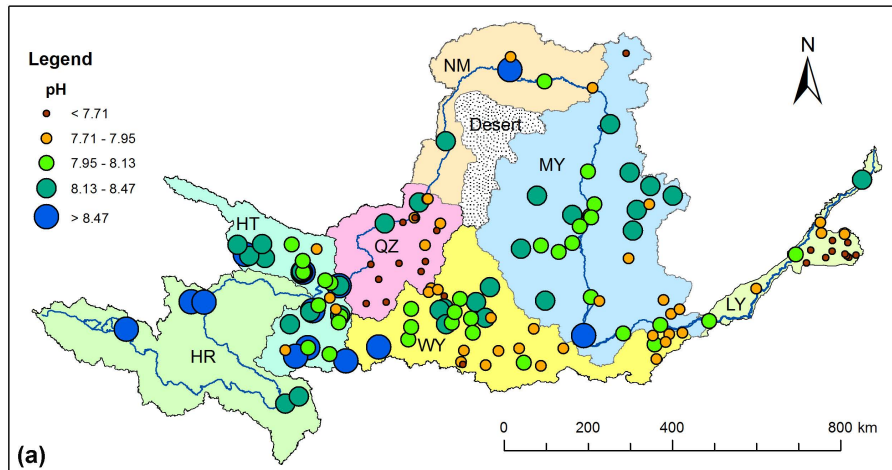 Legend
pH
< 7.71
7.71 - 7.95
7.95 - 8.13
8.13 - 8.47
> 8.47
N
NM
Desert
MY
HT
QZ
LY
WY
HR
(a)
0 200 400 800 km